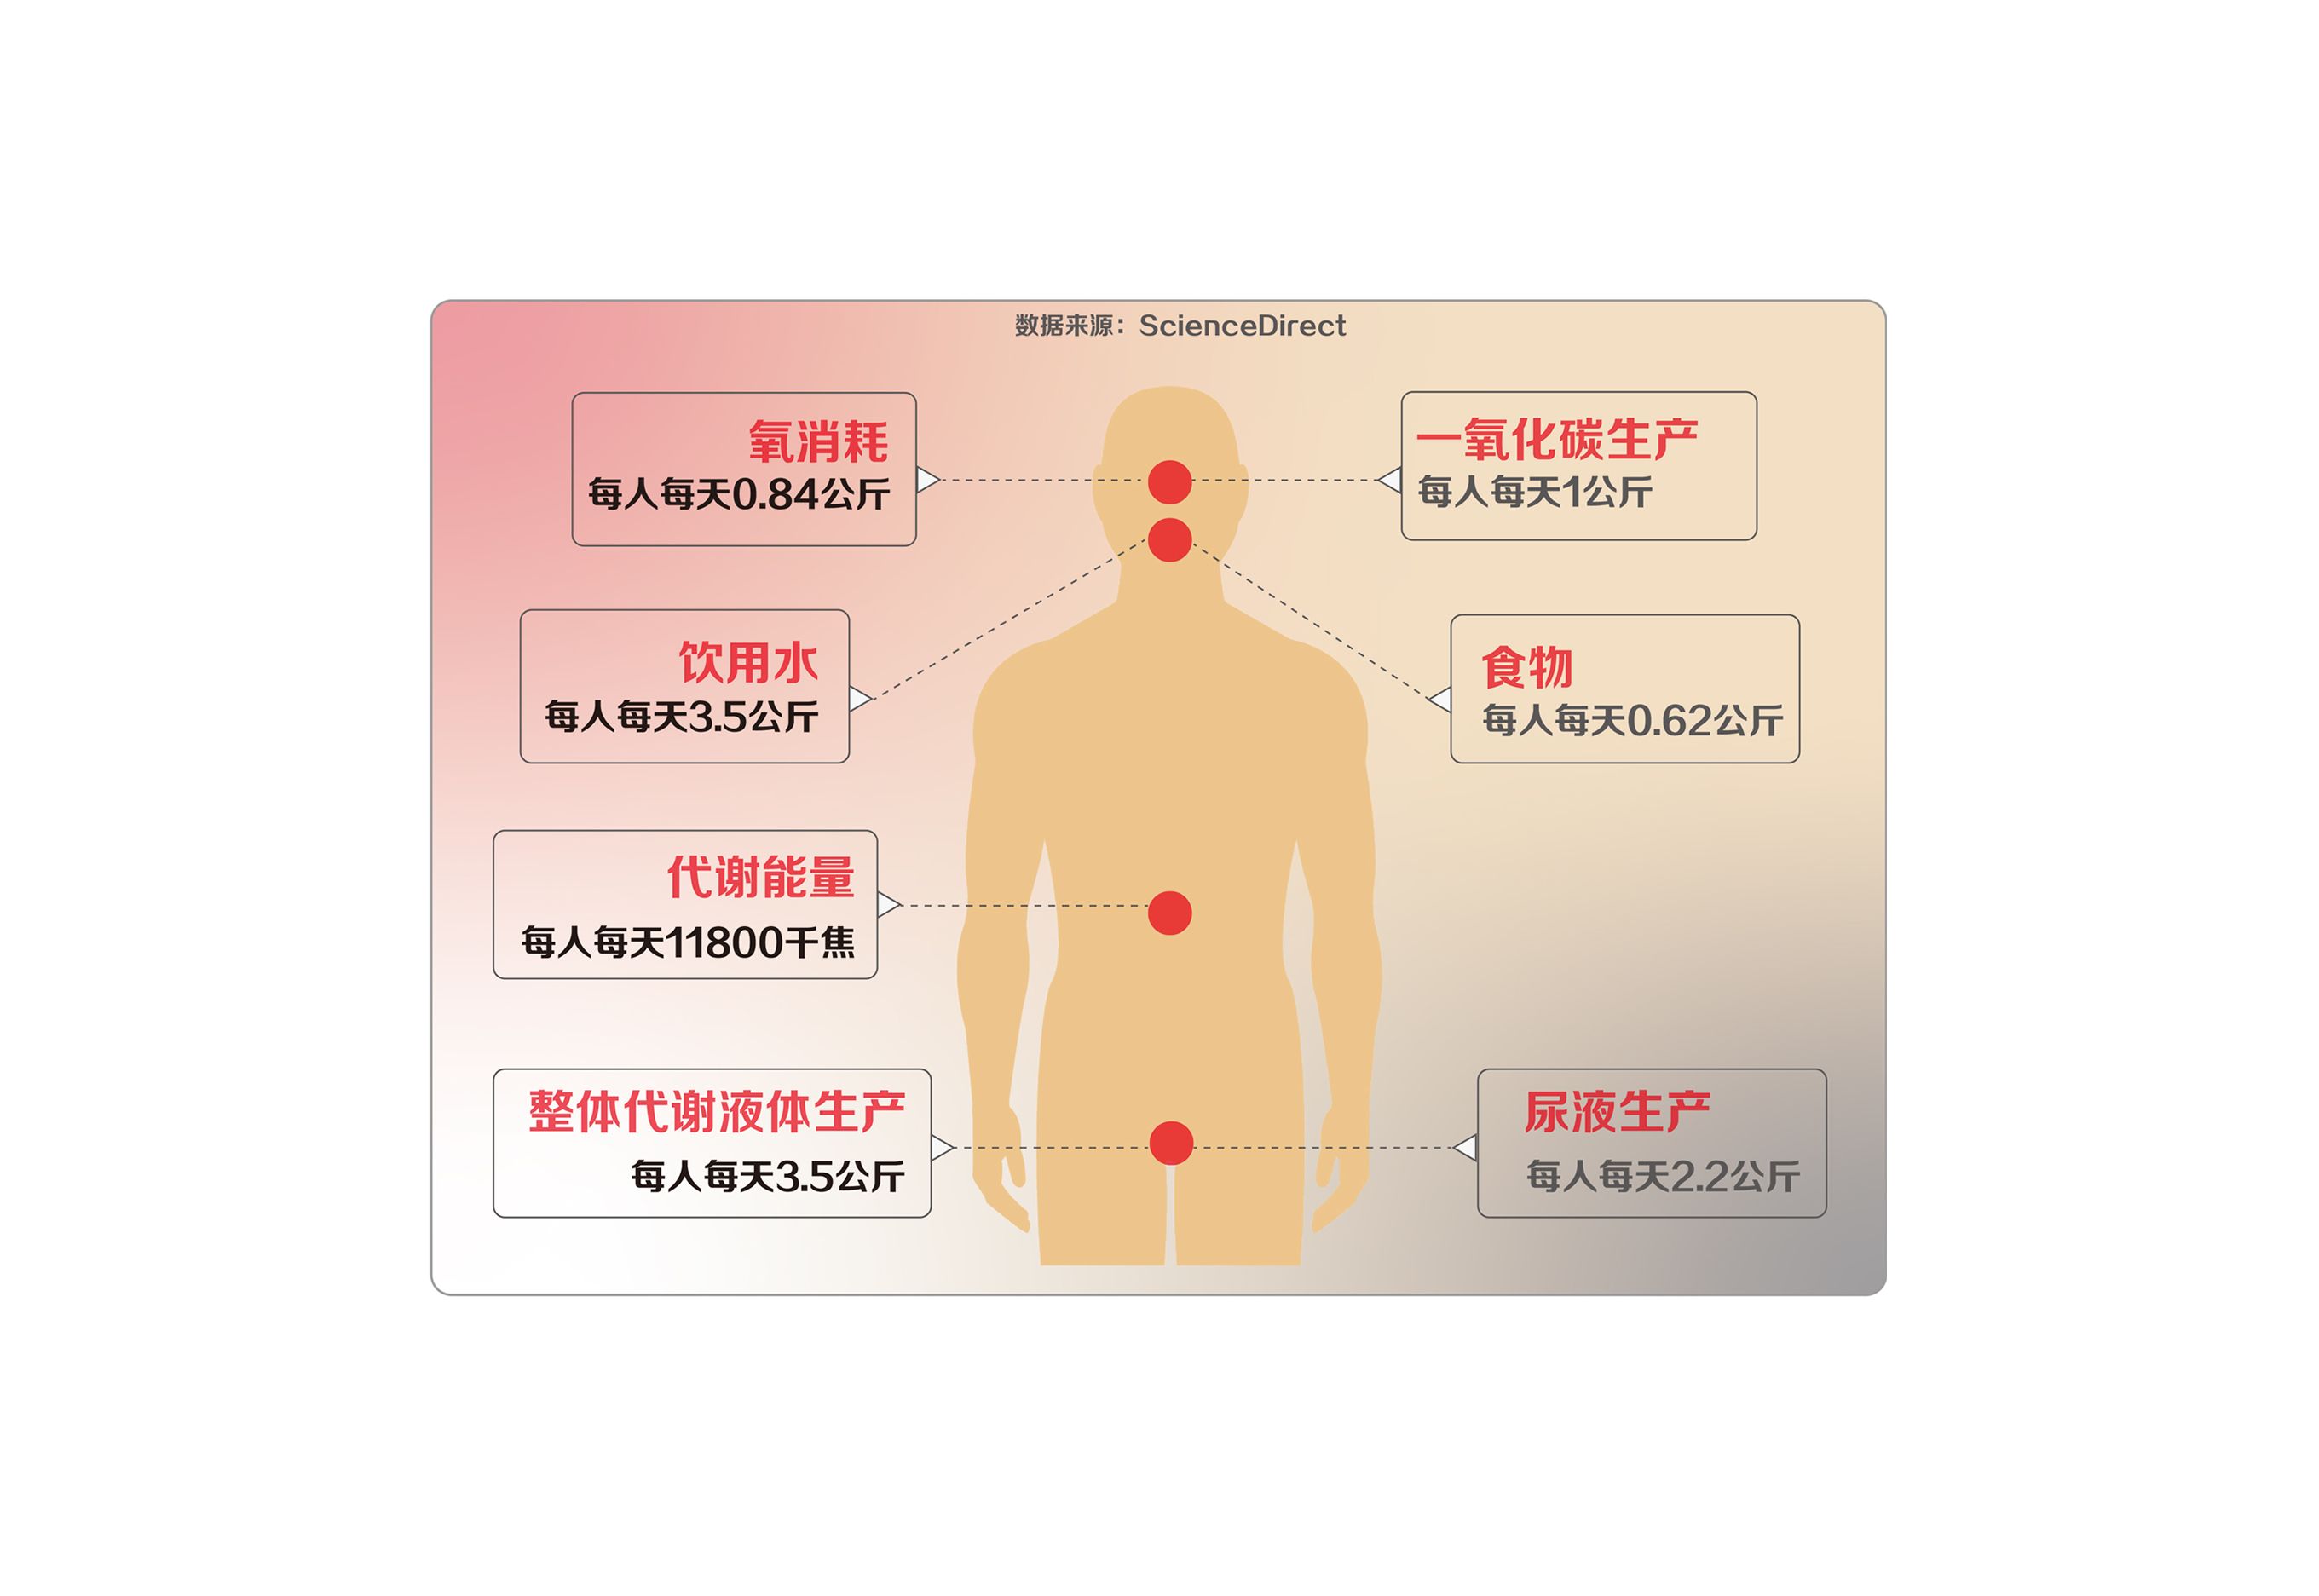 数据来源：ScienceDirect
氧消耗
每人每天0.84公斤
一氧化碳生产
每人每天1公斤
饮用水
每人每天3.5公斤
食物
每人每天0.62公斤
代谢能量
每人每天11800千焦
整体代谢液体生产
每人每天3.5公斤
尿液生产
每人每天2.2公斤